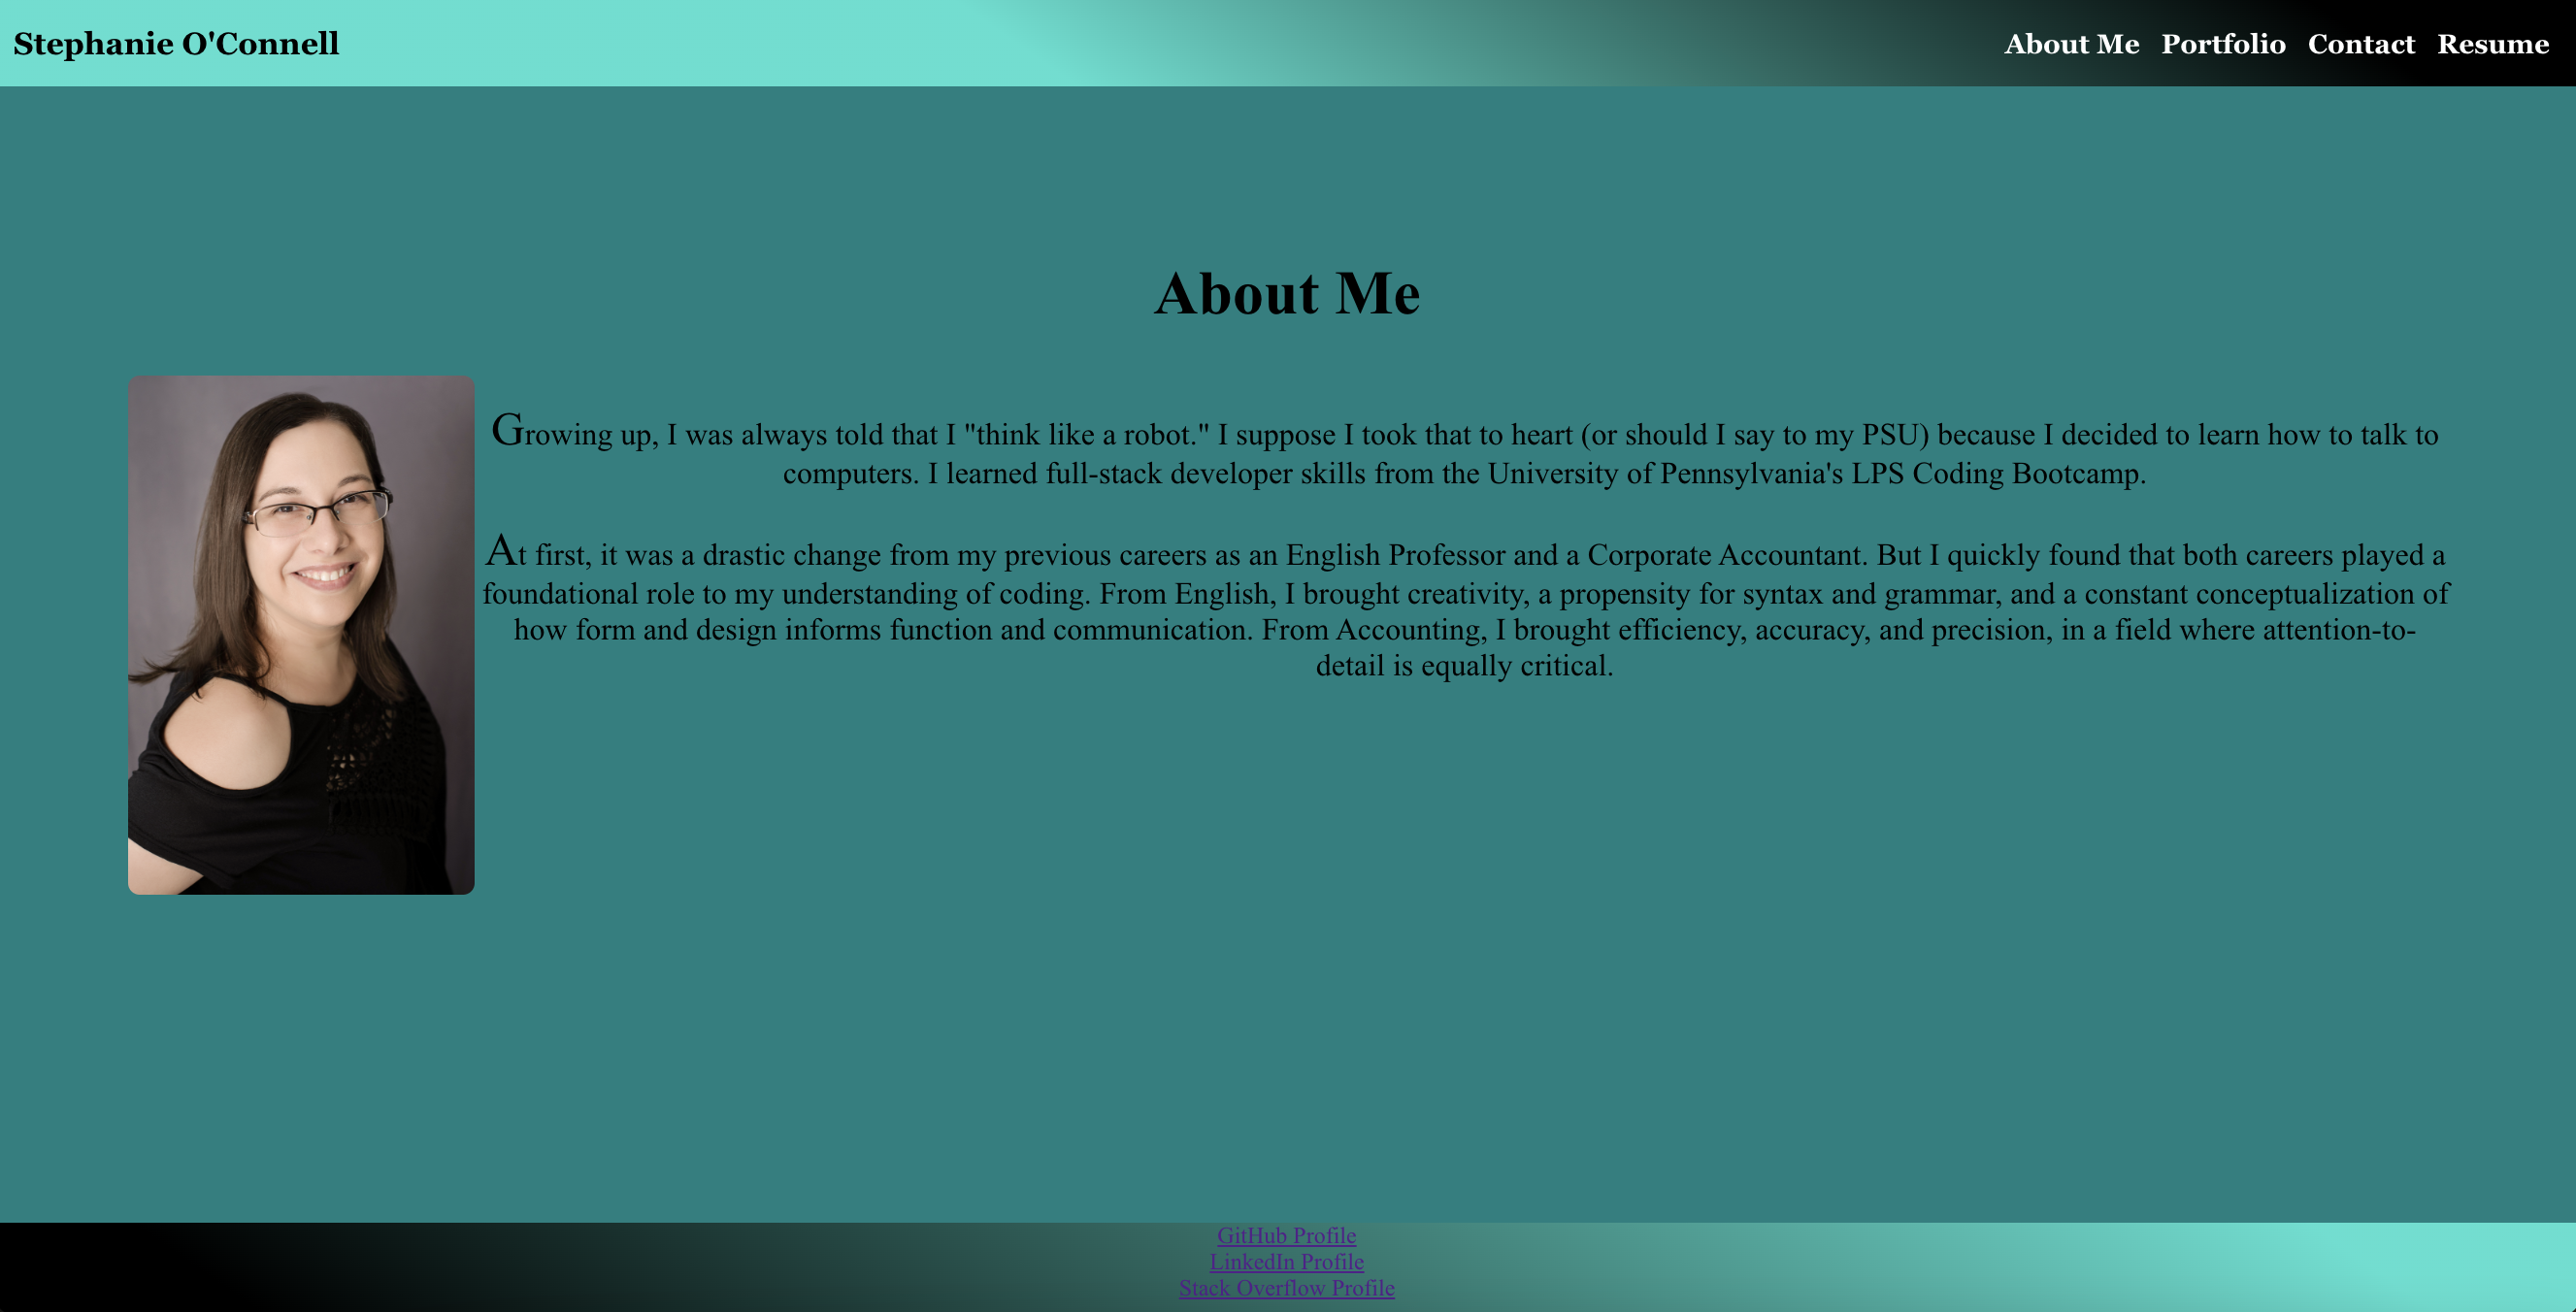 Stephanie O'Connell
About Me Portfolio Contact Resume
About Me
Growing up, I was always told that I "think like a robot." I suppose I took that to heart (or should I say to my PSU) because I decided to learn how to talk to
computers. I learned full-stack developer skills from the University of Pennsylvania's LPS Coding Bootcamp.
At first, it was a drastic change from my previous careers as an English Professor and a Corporate Accountant. But I quickly found that both careers played a
foundational role to my understanding of coding. From English, I brought creativity, a propensity for syntax and grammar, and a constant conceptualization of
how form and design informs function and communication. From Accounting, I brought efficiency, accuracy, and precision, in a field where attention-to-
detail is equally critical.
GitHub Profile
LinkedIn Profile
Stack Overflow Profile